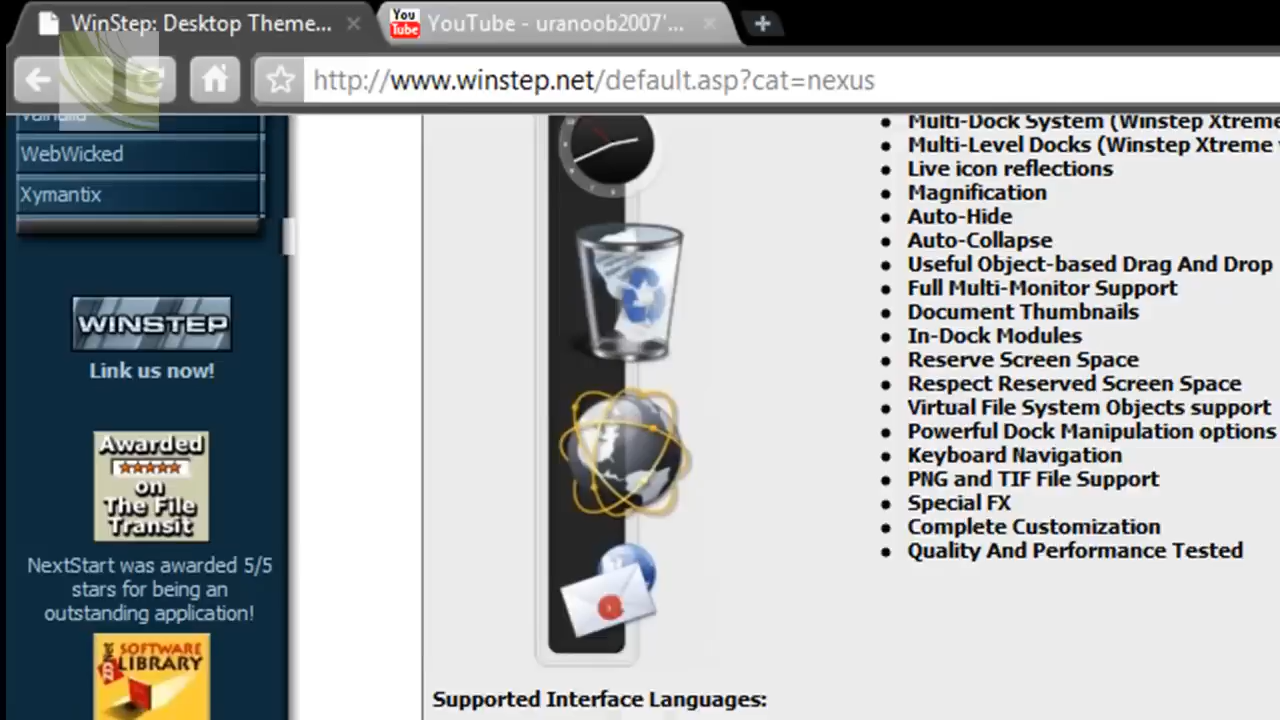 WinStep: Desktop Theme...
You
Tube
YouTube - uranoob2007'...
http://www.winstep.net/default.asp?cat=nexus
Valhalla
WebWicked
Xymantix
WINSTEP
Link us now!
Awarded
on
The File
Transit
NextStart was awarded 5/5
stars for being an
outstanding application!
SOFTWARE
LIBRARY
Multi-Dock System (Winstep Xtreme
Multi-Level Docks (Winstep Xtreme
Live icon reflections
Magnification
Auto-Hide
Auto-Collapse
Useful Object-based Drag And Drop
Full Multi-Monitor Support
Document Thumbnails
In-Dock Modules
Reserve Screen Space
Respect Reserved Screen Space
Virtual File System Objects support
Powerful Dock Manipulation options
Keyboard Navigation
PNG and TIF File Support
Special FX
Complete Customization
Quality And Performance Tested
Supported Interface Languages: